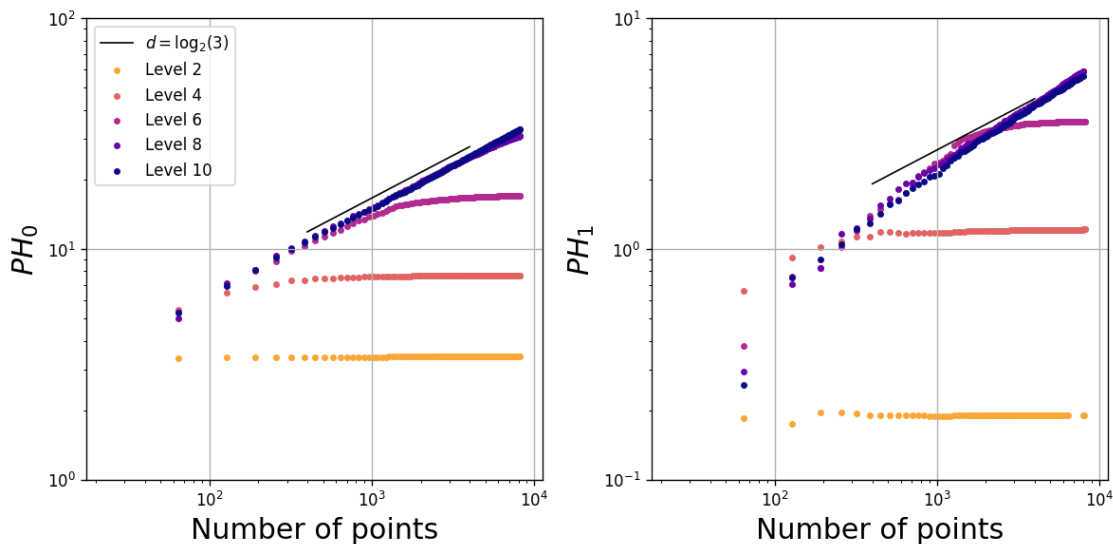 10²
10¹
10⁰
PH₀
d = log₂(3)
Level 2
Level 4
Level 6
Level 8
Level 10
10² 10³ 10⁴
Number of points
10¹
10⁰
10⁻¹
PH₁
10² 10³ 10⁴
Number of points